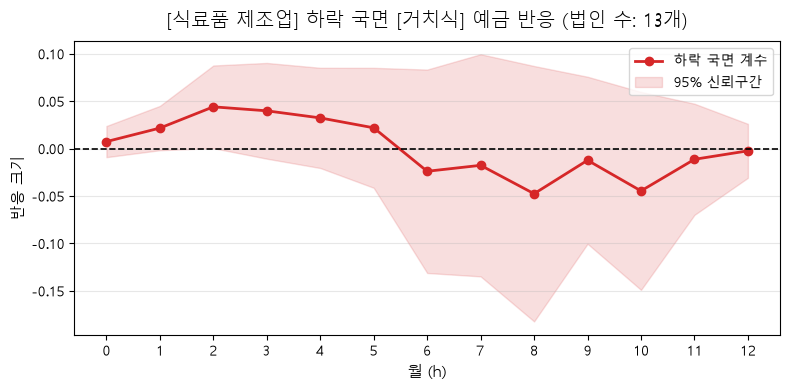 [식료품 제조업] 하락 국면 [거치식] 예금 반응 (법인 수: 13개)
하락 국면 계수
95% 신뢰구간
반응 크기
0.10
0.05
0.00
-0.05
-0.10
-0.15
0 1 2 3 4 5 6 7 8 9 10 11 12
월 (h)